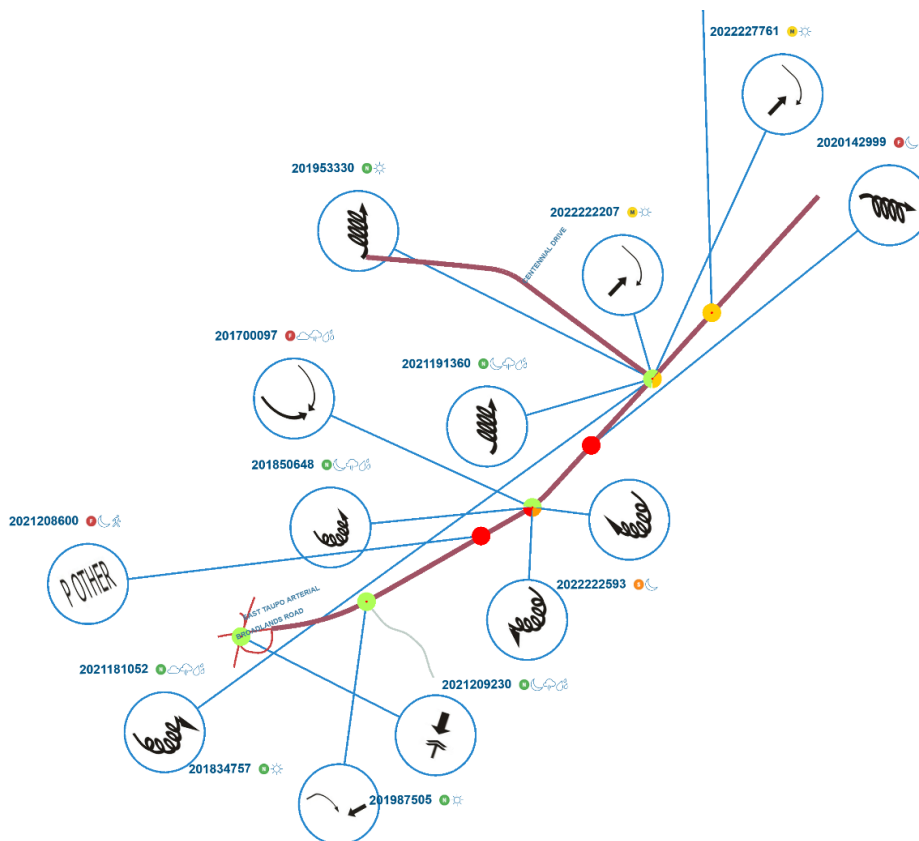 2022227761 M
2020142999 F
201953330 N
2022222207 M
CENTENNIAL DRIVE
201700097 F
2021191360 N
201850648 N
2021208600 F
P OTHER
2022222593 S
EAST TAUPO ARTERIAL
BROADLANDS ROAD
2021181052 N
2021209230 N
201834757 N
201987505 N